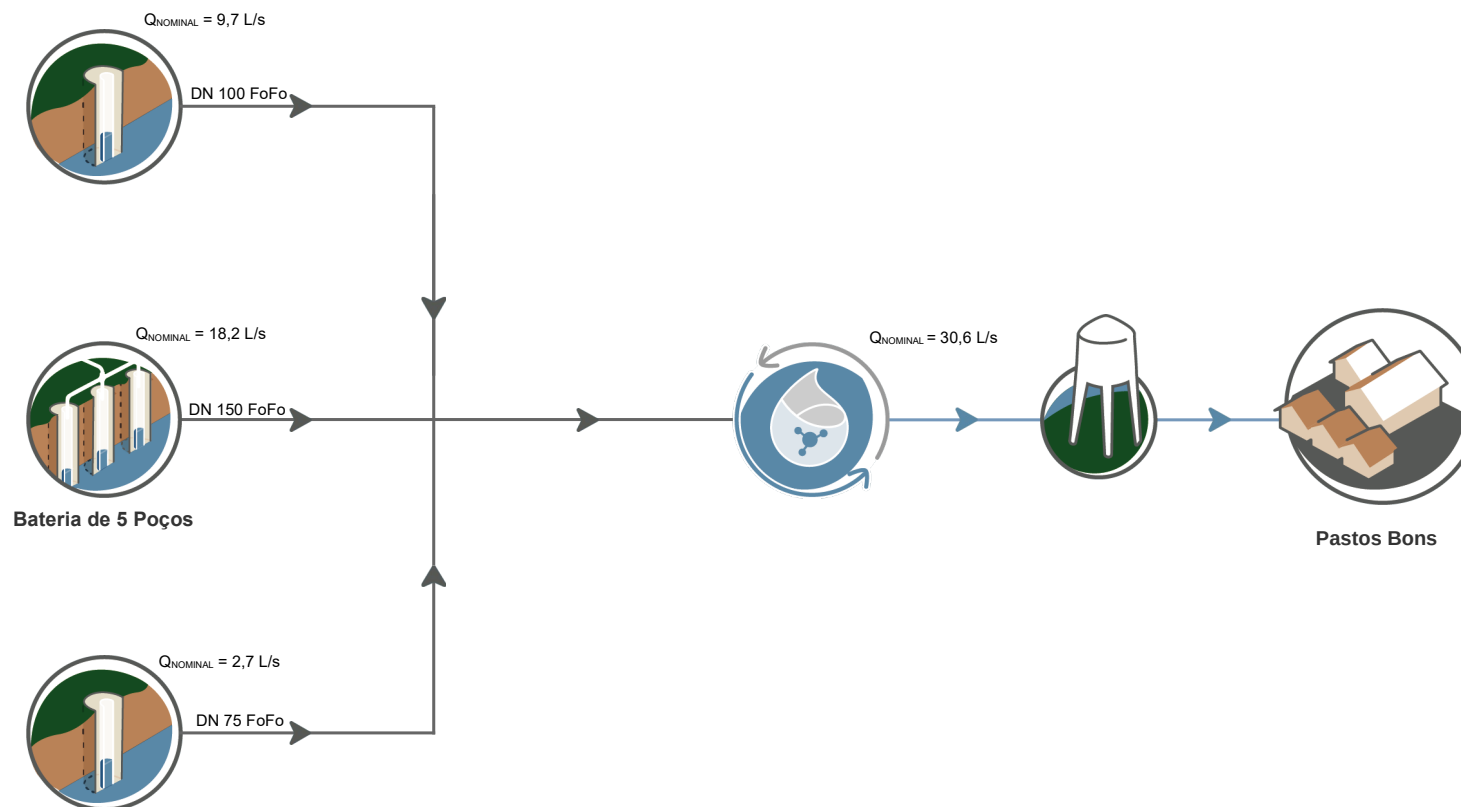 QNOMINAL = 9,7 L/s
DN 100 FoFo
QNOMINAL = 18,2 L/s
DN 150 FoFo
Bateria de 5 Poços
QNOMINAL = 30,6 L/s
Pastos Bons
QNOMINAL = 2,7 L/s
DN 75 FoFo